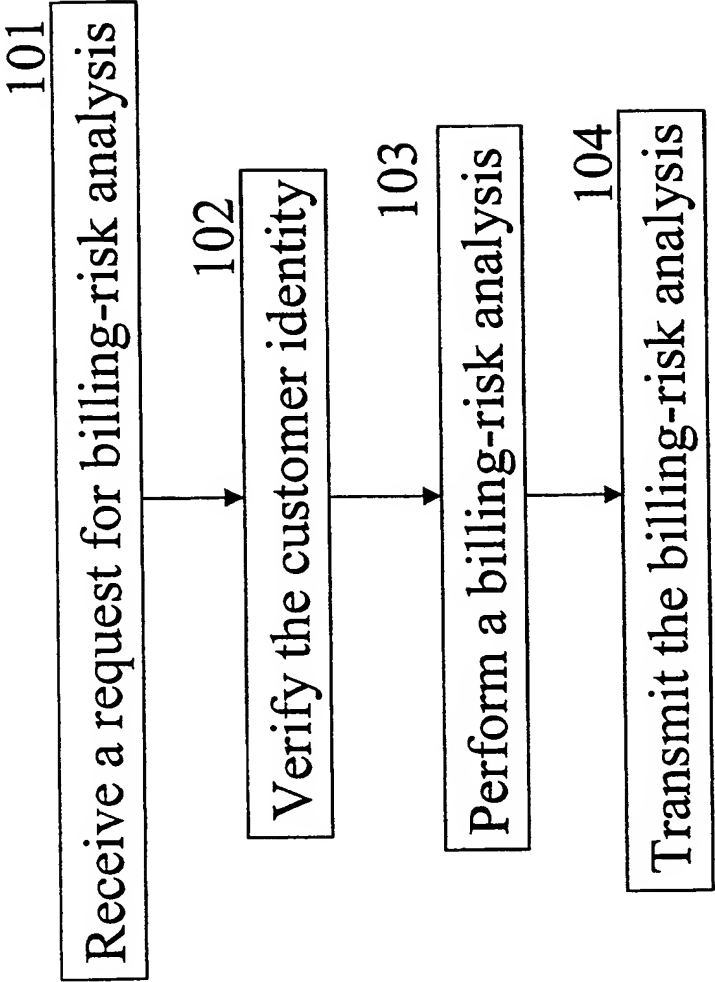 101
Receive a request for billing-risk analysis
102
Verify the customer identity
103
Perform a billing-risk analysis
104
Transmit the billing-risk analysis